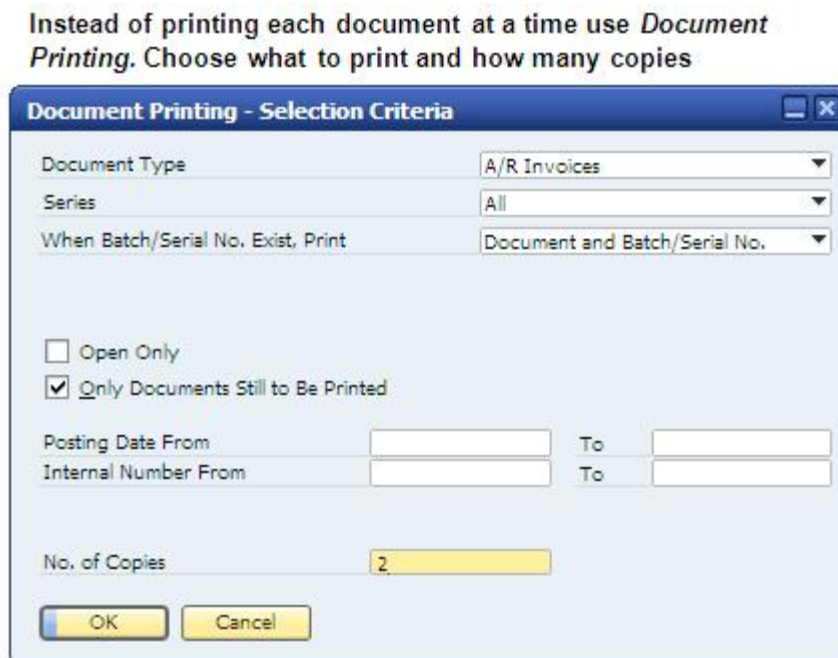 Instead of printing each document at a time use Document
Printing. Choose what to print and how many copies
Document Printing - Selection Criteria
Document Type A/R Invoices
Series All
When Batch/Serial No. Exist, Print Document and Batch/Serial No.
Open Only
Only Documents Still to Be Printed
Posting Date From To
Internal Number From To
No. of Copies 2
OK Cancel